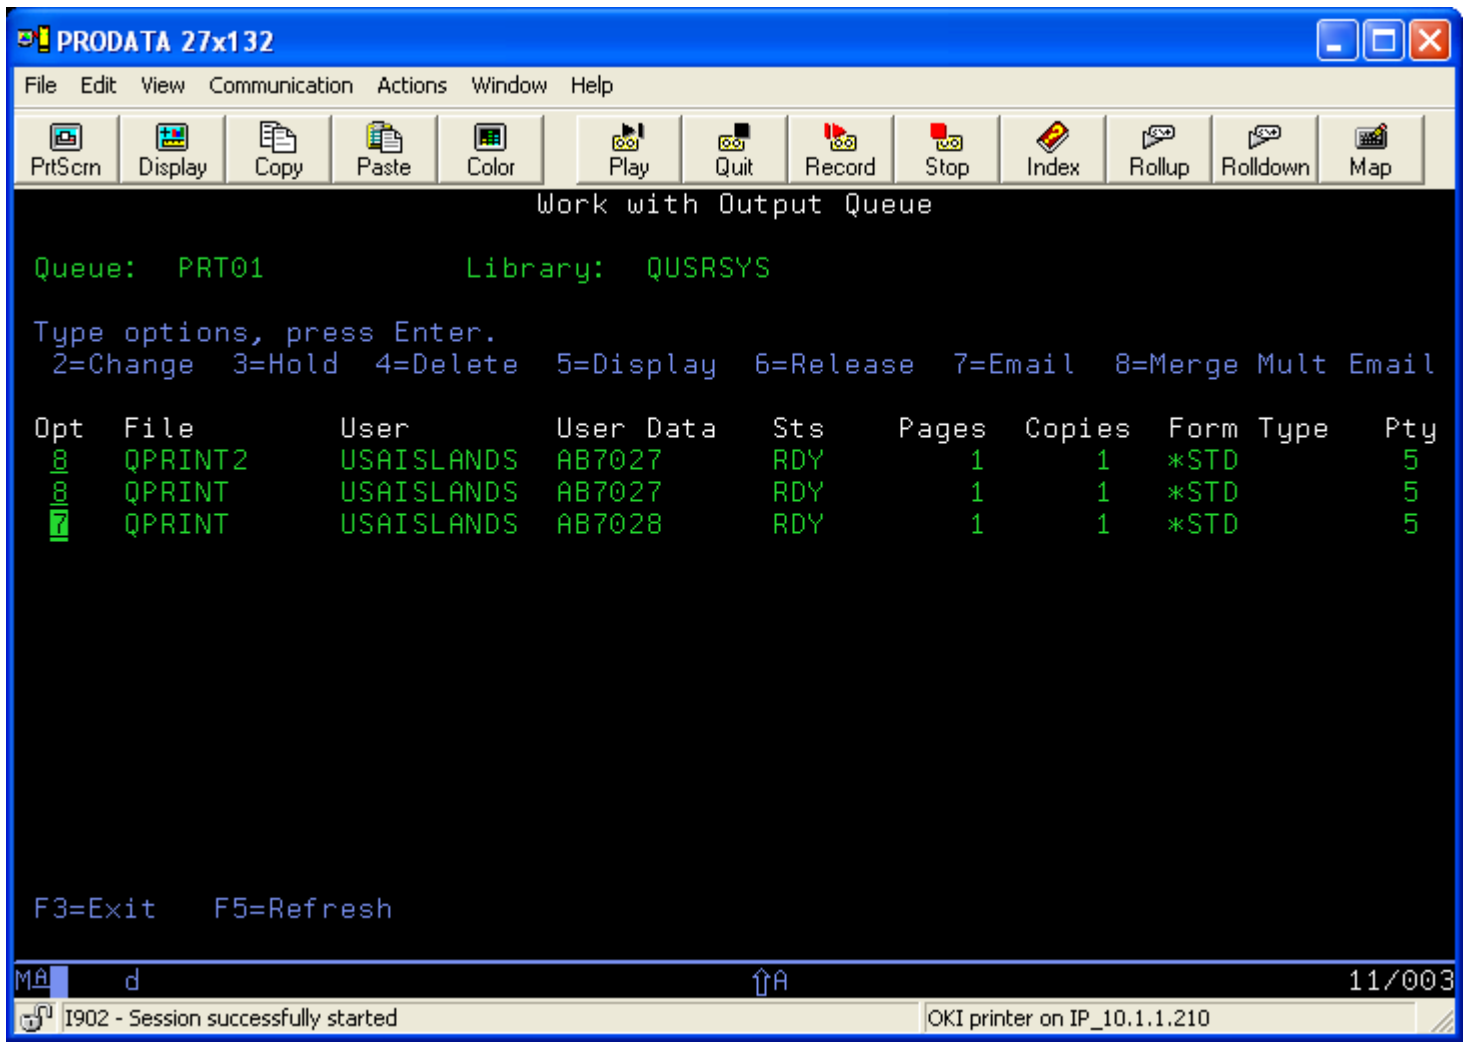 PRODATA 27x132
File Edit View Communication Actions Window Help
PrtScrn Display Copy Paste Color Play Quit Record Stop Index Rollup Rolldown Map
Work with Output Queue
Queue: PRT01 Library: QUSRSYS
Type options, press Enter.
2=Change 3=Hold 4=Delete 5=Display 6=Release 7=Email 8=Merge Mult Email
Opt File User User Data Sts Pages Copies Form Type Pty
8 QPRINT2 USAISLANDS AB7027 RDY 1 1 *STD 5
8 QPRINT USAISLANDS AB7027 RDY 1 1 *STD 5
7 QPRINT USAISLANDS AB7028 RDY 1 1 *STD 5
F3=Exit F5=Refresh
MA d ⇧A 11/003
I902 - Session successfully started OKI printer on IP_10.1.1.210